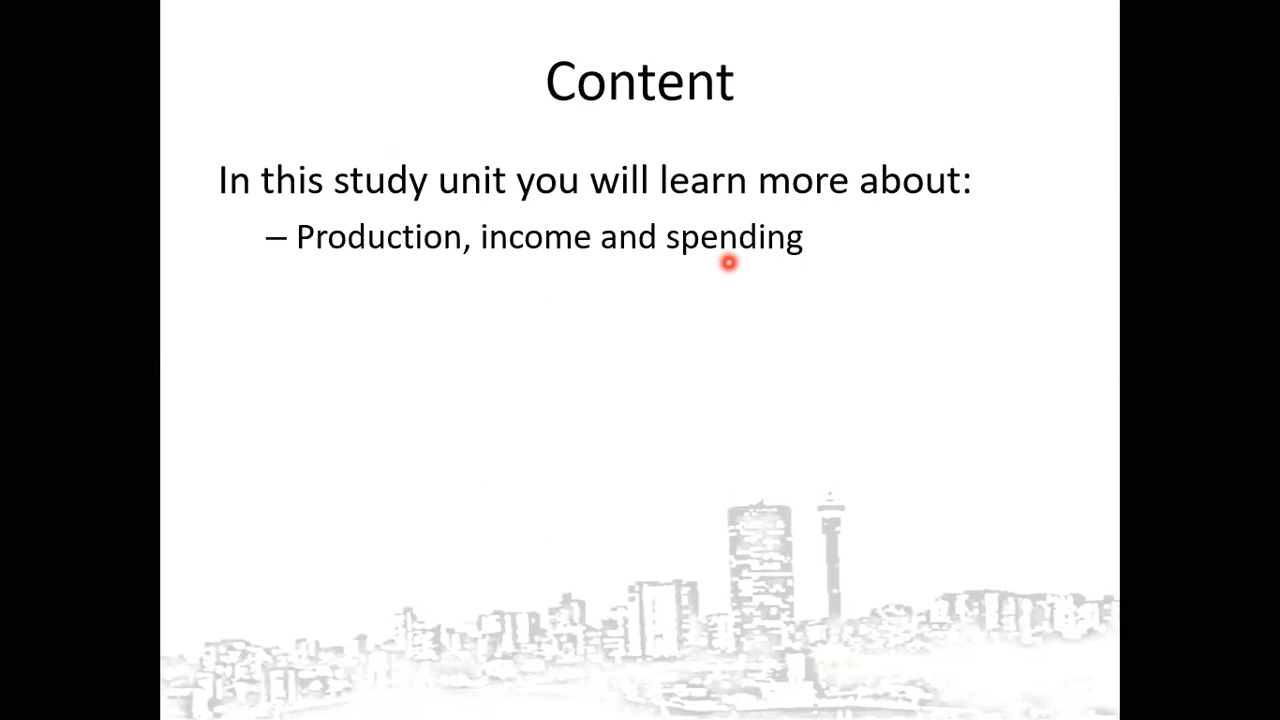 Content
In this study unit you will learn more about:
– Production, income and spending